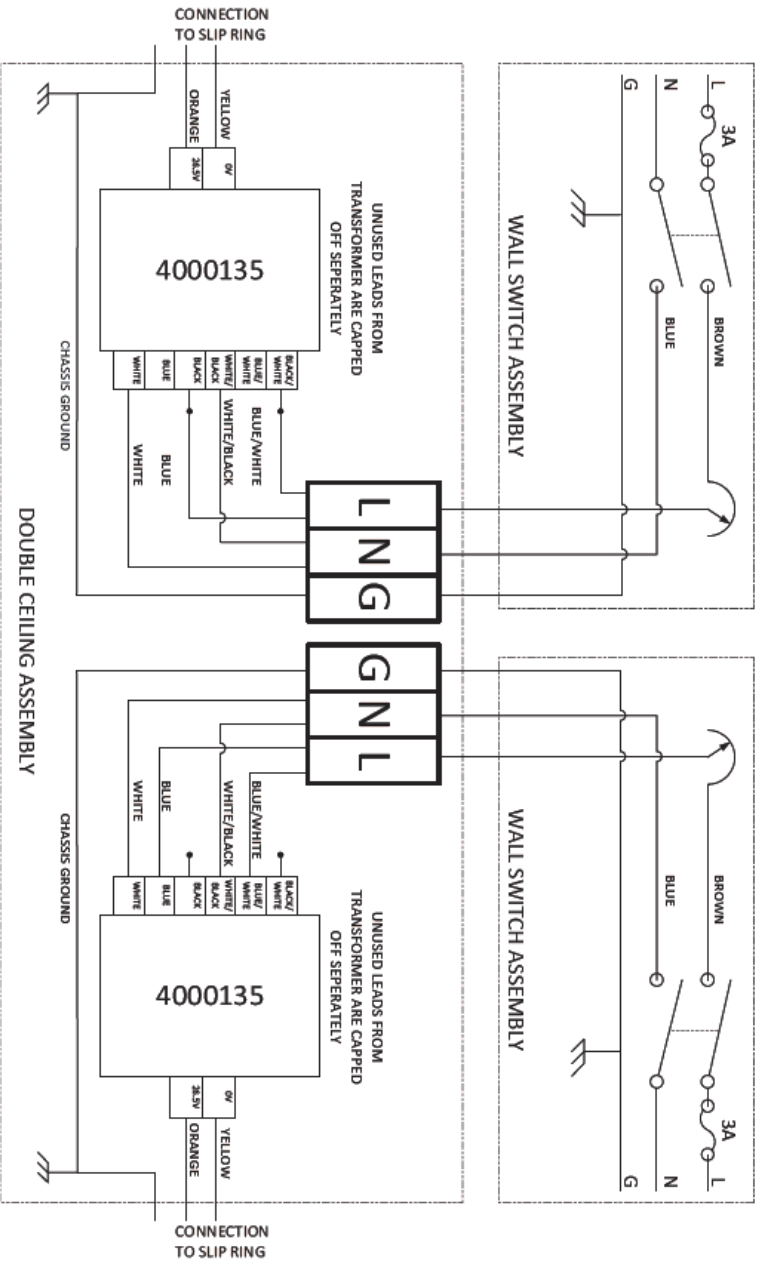 CONNECTION
TO SLIP RING
YELLOW
ORANGE
0V
26.5V
4000135
UNUSED LEADS FROM
TRANSFORMER ARE CAPPED
OFF SEPERATELY
BLACK/
WHITE
BLUE/
WHITE
WHITE/
BLACK
BLACK
BLUE
WHITE
BLUE/WHITE
WHITE/BLACK
BLUE
WHITE
CHASSIS GROUND
L
N
G
L
N
G
3A
WALL SWITCH ASSEMBLY
BROWN
BLUE
DOUBLE CEILING ASSEMBLY
G
N
L
WALL SWITCH ASSEMBLY
BROWN
BLUE
3A
L
N
G
WHITE
BLUE
WHITE/BLACK
BLUE/WHITE
CHASSIS GROUND
BLACK/
WHITE
BLUE/
WHITE
WHITE/
BLACK
BLACK
BLUE
WHITE
UNUSED LEADS FROM
TRANSFORMER ARE CAPPED
OFF SEPERATELY
4000135
0V
26.5V
YELLOW
ORANGE
CONNECTION
TO SLIP RING